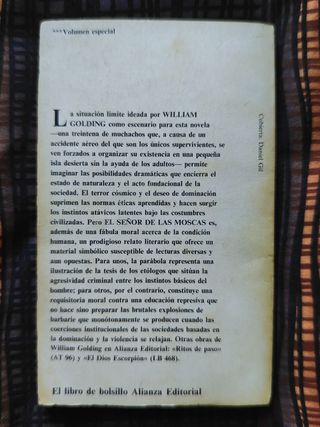 ***Volumen especial
La situación límite ideada por WILLIAM
GOLDING como escenario para esta novela
—una treintena de muchachos que, a causa de un
accidente aéreo del que son los únicos supervivientes, se
ven forzados a organizar su existencia en una pequeña
isla desierta sin la ayuda de los adultos— permite
imaginar las posibilidades dramáticas que encierra el
estado de naturaleza y el acto fundacional de la
sociedad. El terror cósmico y el deseo de dominación
suprimen las normas éticas aprendidas y hacen surgir
los instintos atávicos latentes bajo las costumbres
civilizadas. Pero EL SEÑOR DE LAS MOSCAS es,
además de una fábula moral acerca de la condición
humana, un prodigioso relato literario que ofrece un
material simbólico susceptible de lecturas diversas y
aun opuestas. Para unos, la parábola representa una
ilustración de la tesis de los etólogos que sitúan la
agresividad criminal entre los instintos básicos del
hombre; para otros, por el contrario, constituye una
requisitoria moral contra una educación represiva que
no hace sino preparar las brutales explosiones de
barbarie que monótonamente se producen cuando las
coerciones institucionales de las sociedades basadas en
la dominación y la violencia se relajan. Otras obras de
William Golding en Alianza Editorial: «Ritos de paso»
(AT 96) y «El Dios Escorpión» (LB 468).
El libro de bolsillo Alianza Editorial
Cubierta: Daniel Gil